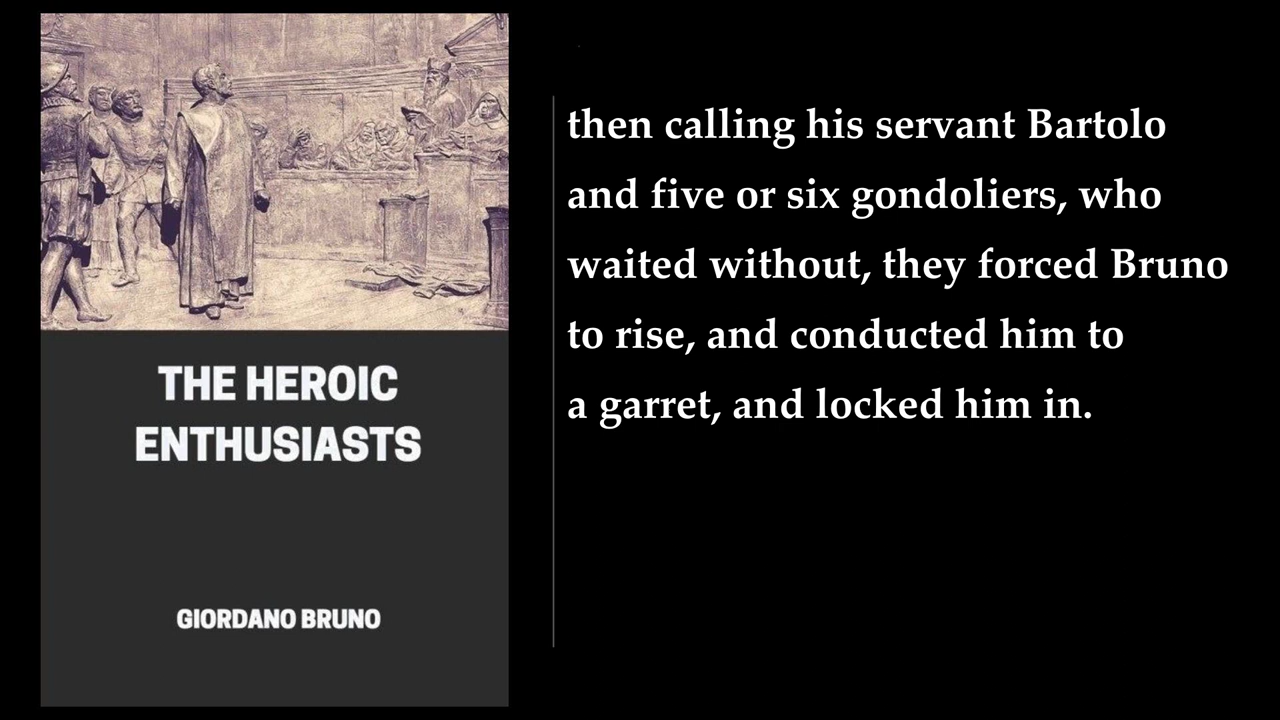 THE HEROIC
ENTHUSIASTS
GIORDANO BRUNO
then calling his servant Bartolo
and five or six gondoliers, who
waited without, they forced Bruno
to rise, and conducted him to
a garret, and locked him in.